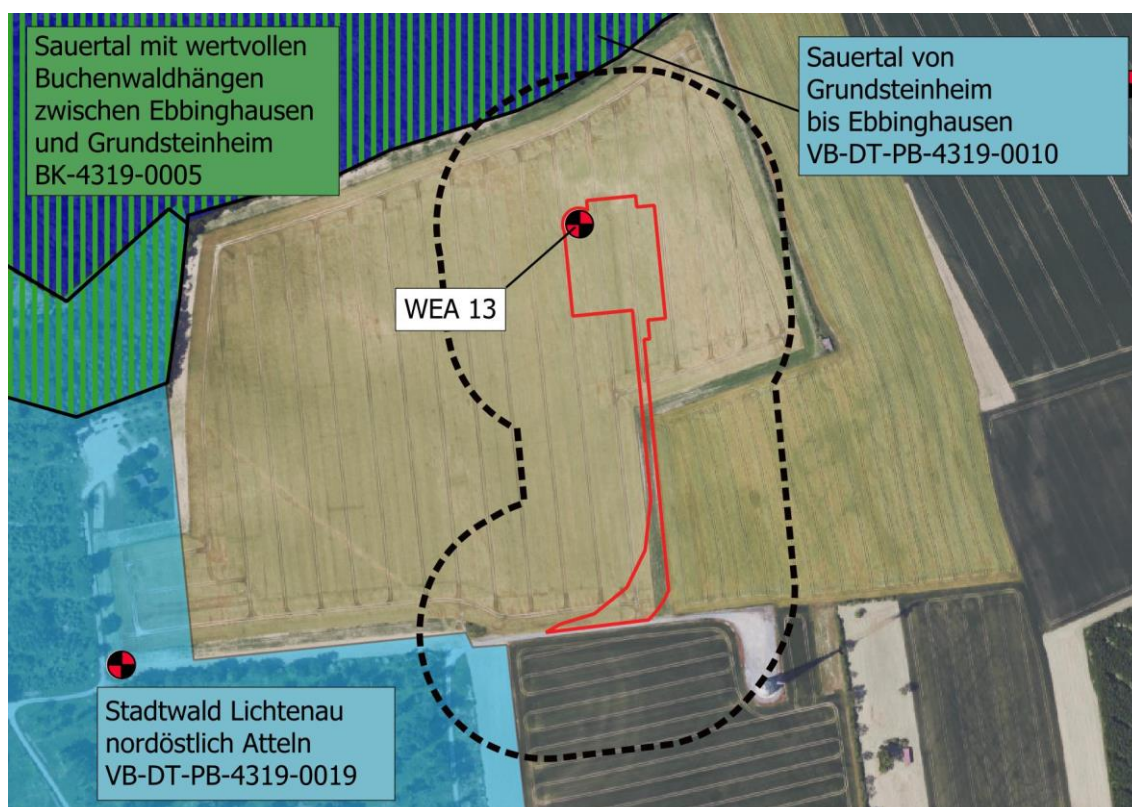 Sauertal mit wertvollen
Buchenwaldhängen
zwischen Ebbinghausen
und Grundsteinheim
BK-4319-0005
Sauertal von
Grundsteinheim
bis Ebbinghausen
VB-DT-PB-4319-0010
WEA 13
Stadtwald Lichtenau
nordöstlich Atteln
VB-DT-PB-4319-0019